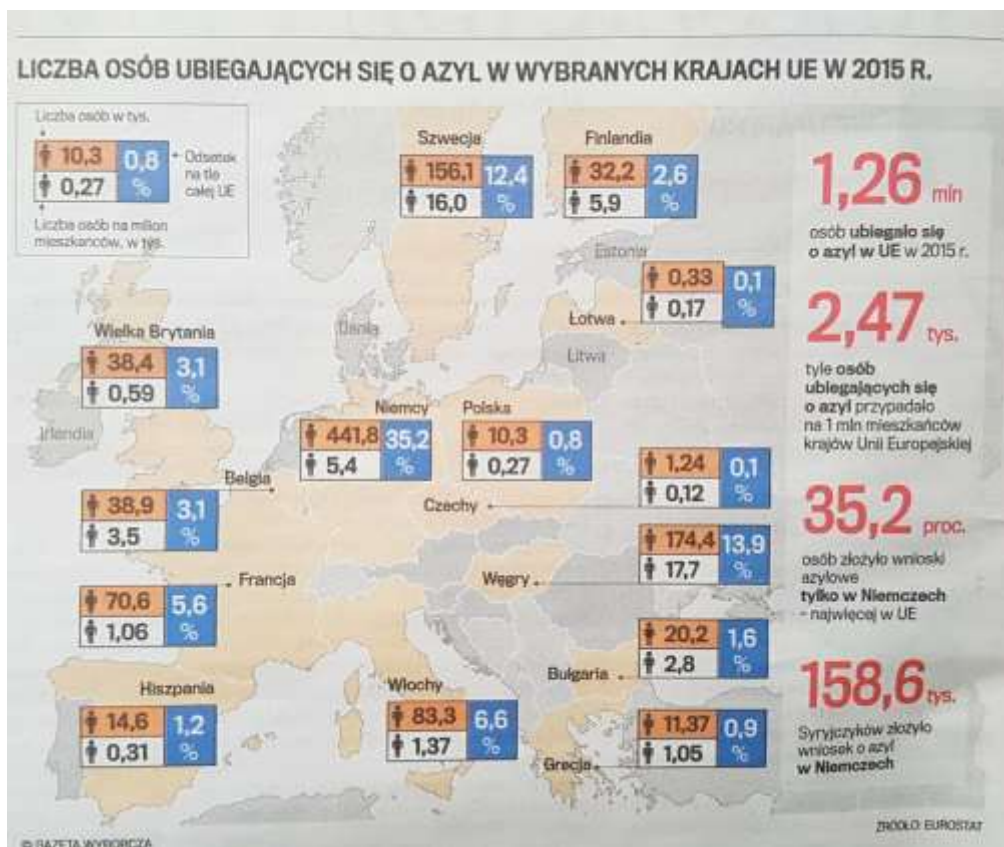 LICZBA OSÓB UBIEGAJĄCYCH SIĘ O AZYL W WYBRANYCH KRAJACH UE W 2015 R.
Liczba osób w tys.
10,3 0,8 %
0,27
Odsetek
na tle
całej UE
Liczba osób na milion
mieszkańców, w tys.
Szwecja
156,1 12,4
16,0 %
Finlandia
32,2 2,6
5,9 %
Estonia
0,33 0,1
0,17 %
Łotwa
Litwa
Dania
Wielka Brytania
38,4 3,1
0,59 %
Irlandia
Niemcy
441,8 35,2
5,4 %
Polska
10,3 0,8
0,27 %
Belgia
38,9 3,1
3,5 %
Czechy
1,24 0,1
0,12 %
Francja
70,6 5,6
1,06 %
Węgry
174,4 13,9
17,7 %
Bułgaria
20,2 1,6
2,8 %
Hiszpania
14,6 1,2
0,31 %
Włochy
83,3 6,6
1,37 %
Grecja
11,37 0,9
1,05 %
1,26 mln
osób ubiegało się
o azyl w UE w 2015 r.
2,47 tys.
tyle osób
ubiegających się
o azyl przypadało
na 1 mln mieszkańców
krajów Unii Europejskiej
35,2 proc.
osób złożyło wnioski
azylowe
tylko w Niemczech
- najwięcej w UE
158,6 tys.
Syryjczyków złożyło
wniosek o azyl
w Niemczech
ŹRÓDŁO: EUROSTAT
© GAZETA WYBORCZA